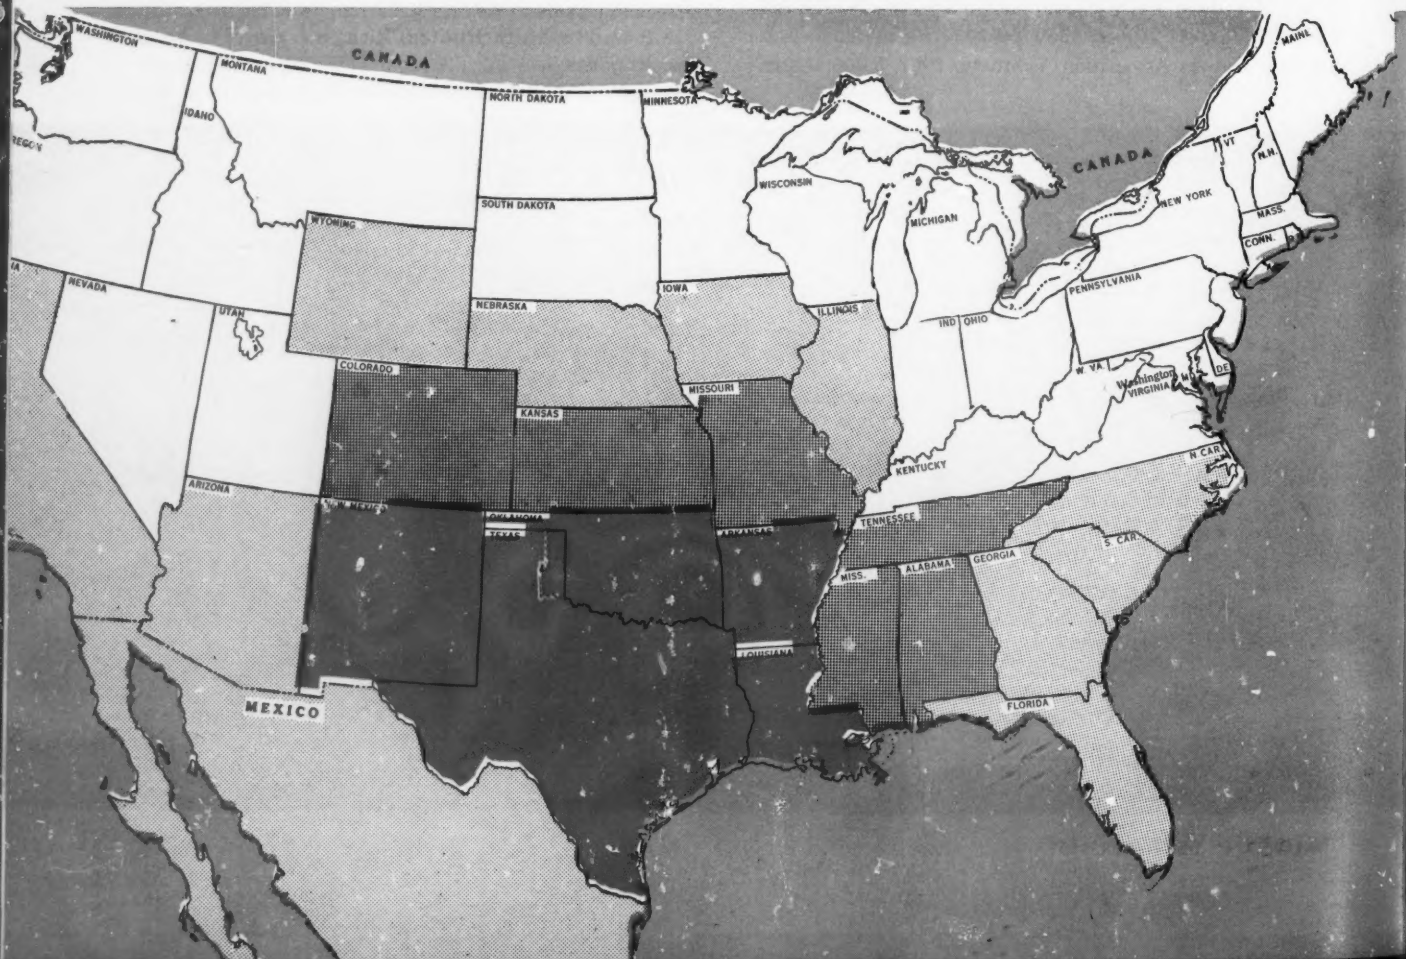 WASHINGTON
CANADA
MONTANA
IDAHO
NORTH DAKOTA
MINNESOTA
MAINE
CANADA
VT
N.H.
WISCONSIN
SOUTH DAKOTA
NEW YORK
MICHIGAN
MASS.
CONN.
WYOMING
NEVADA
IOWA
PENNSYLVANIA
NEBRASKA
ILLINOIS
UTAH
IND
OHIO
COLORADO
W. VA.
DE
Washington
MD
VIRGINIA
MISSOURI
KANSAS
N CAR
KENTUCKY
ARIZONA
NEW MEXICO
OKLAHOMA
TENNESSEE
TEXAS
ARKANSAS
S CAR
GEORGIA
ALABAMA
MISS.
LOUISIANA
MEXICO
FLORIDA